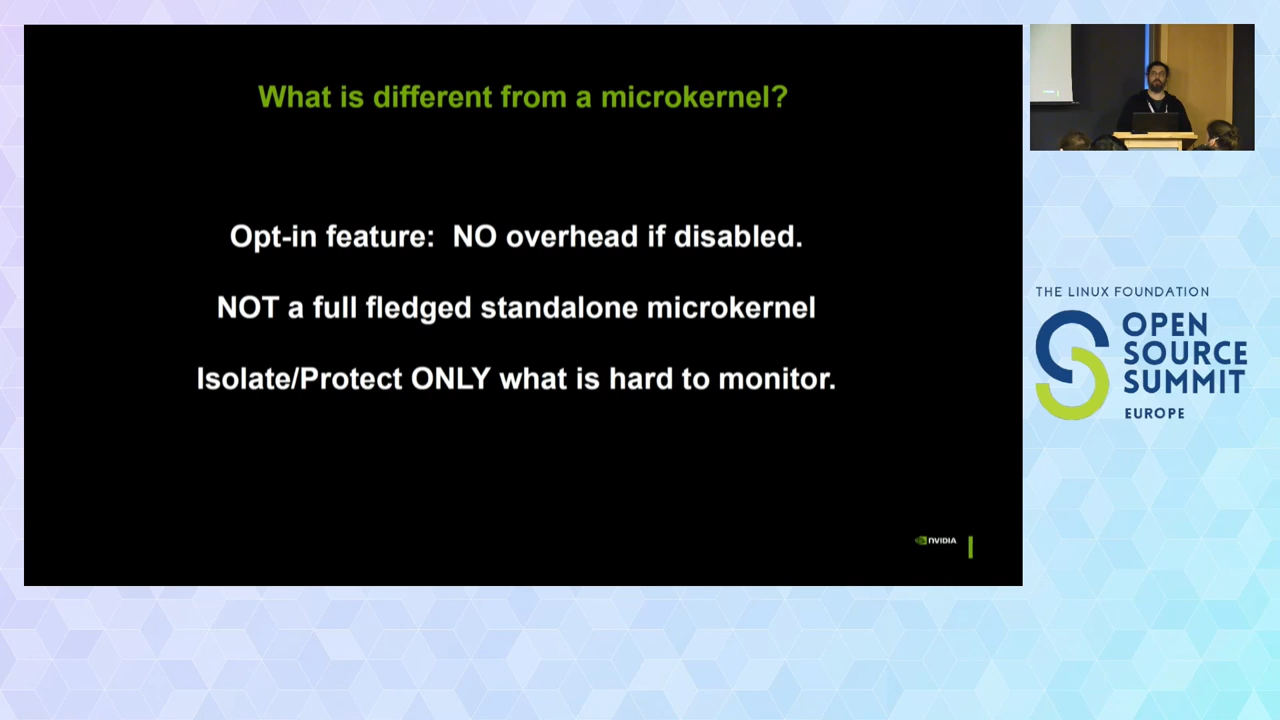 What is different from a microkernel?
Opt-in feature:  NO overhead if disabled.
NOT a full fledged standalone microkernel
Isolate/Protect ONLY what is hard to monitor.
NVIDIA
THE LINUX FOUNDATION
OPEN
SOURCE
SUMMIT
EUROPE